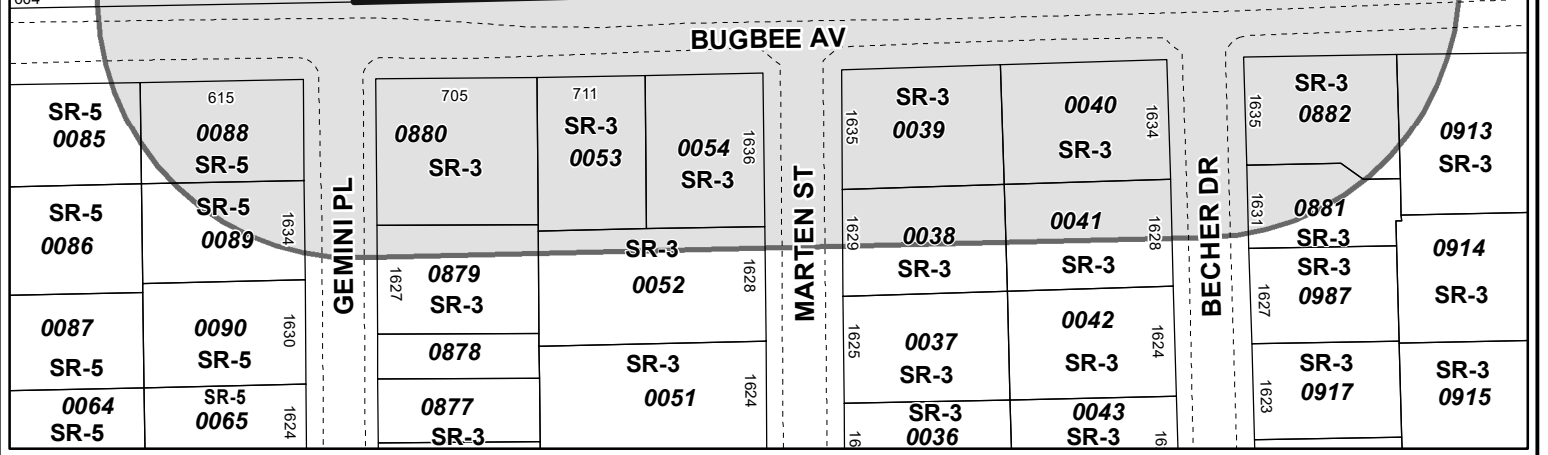 BUGBEE AV
SR-5
0085
615
0088
SR-5
705
0880
SR-3
711
SR-3
0053
0054
SR-3
1636
1635
SR-3
0039
0040
SR-3
1634
1635
SR-3
0882
0913
SR-3
SR-5
0086
SR-5
0089
1634
GEMINI PL
1627
0879
SR-3
SR-3
0052
1628
MARTEN ST
1629
0038
SR-3
0041
SR-3
1628
BECHER DR
1631
0881
SR-3
SR-3
0987
1627
0914
SR-3
0087
SR-5
0090
SR-5
1630
0878
SR-3
0051
1624
1625
0037
SR-3
0042
SR-3
1624
SR-3
0917
1623
SR-3
0915
0064
SR-5
SR-5
0065
1624
0877
SR-3
SR-3
0036
16
0043
SR-3
16